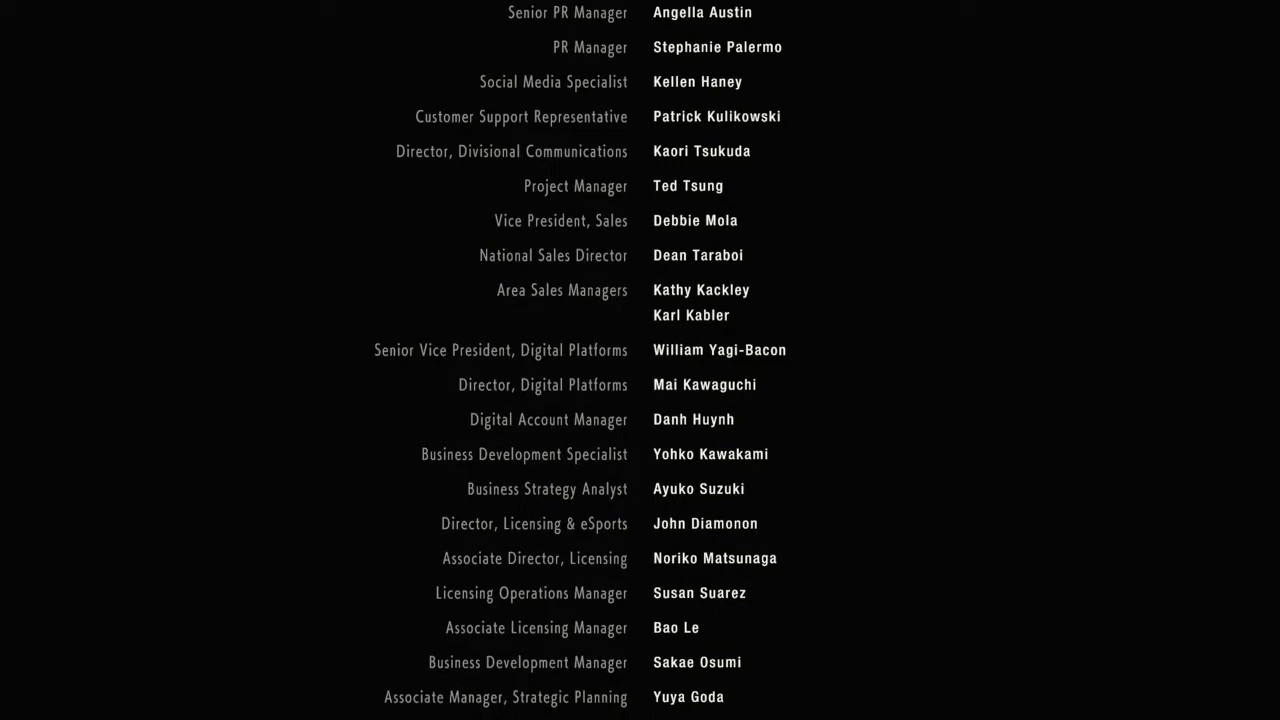 Senior PR Manager Angella Austin
PR Manager Stephanie Palermo
Social Media Specialist Kellen Haney
Customer Support Representative Patrick Kulikowski
Director, Divisional Communications Kaori Tsukuda
Project Manager Ted Tsung
Vice President, Sales Debbie Mola
National Sales Director Dean Taraboi
Area Sales Managers Kathy Kackley
Karl Kabler
Senior Vice President, Digital Platforms William Yagi-Bacon
Director, Digital Platforms Mai Kawaguchi
Digital Account Manager Danh Huynh
Business Development Specialist Yohko Kawakami
Business Strategy Analyst Ayuko Suzuki
Director, Licensing & eSports John Diamonon
Associate Director, Licensing Noriko Matsunaga
Licensing Operations Manager Susan Suarez
Associate Licensing Manager Bao Le
Business Development Manager Sakae Osumi
Associate Manager, Strategic Planning Yuya Goda